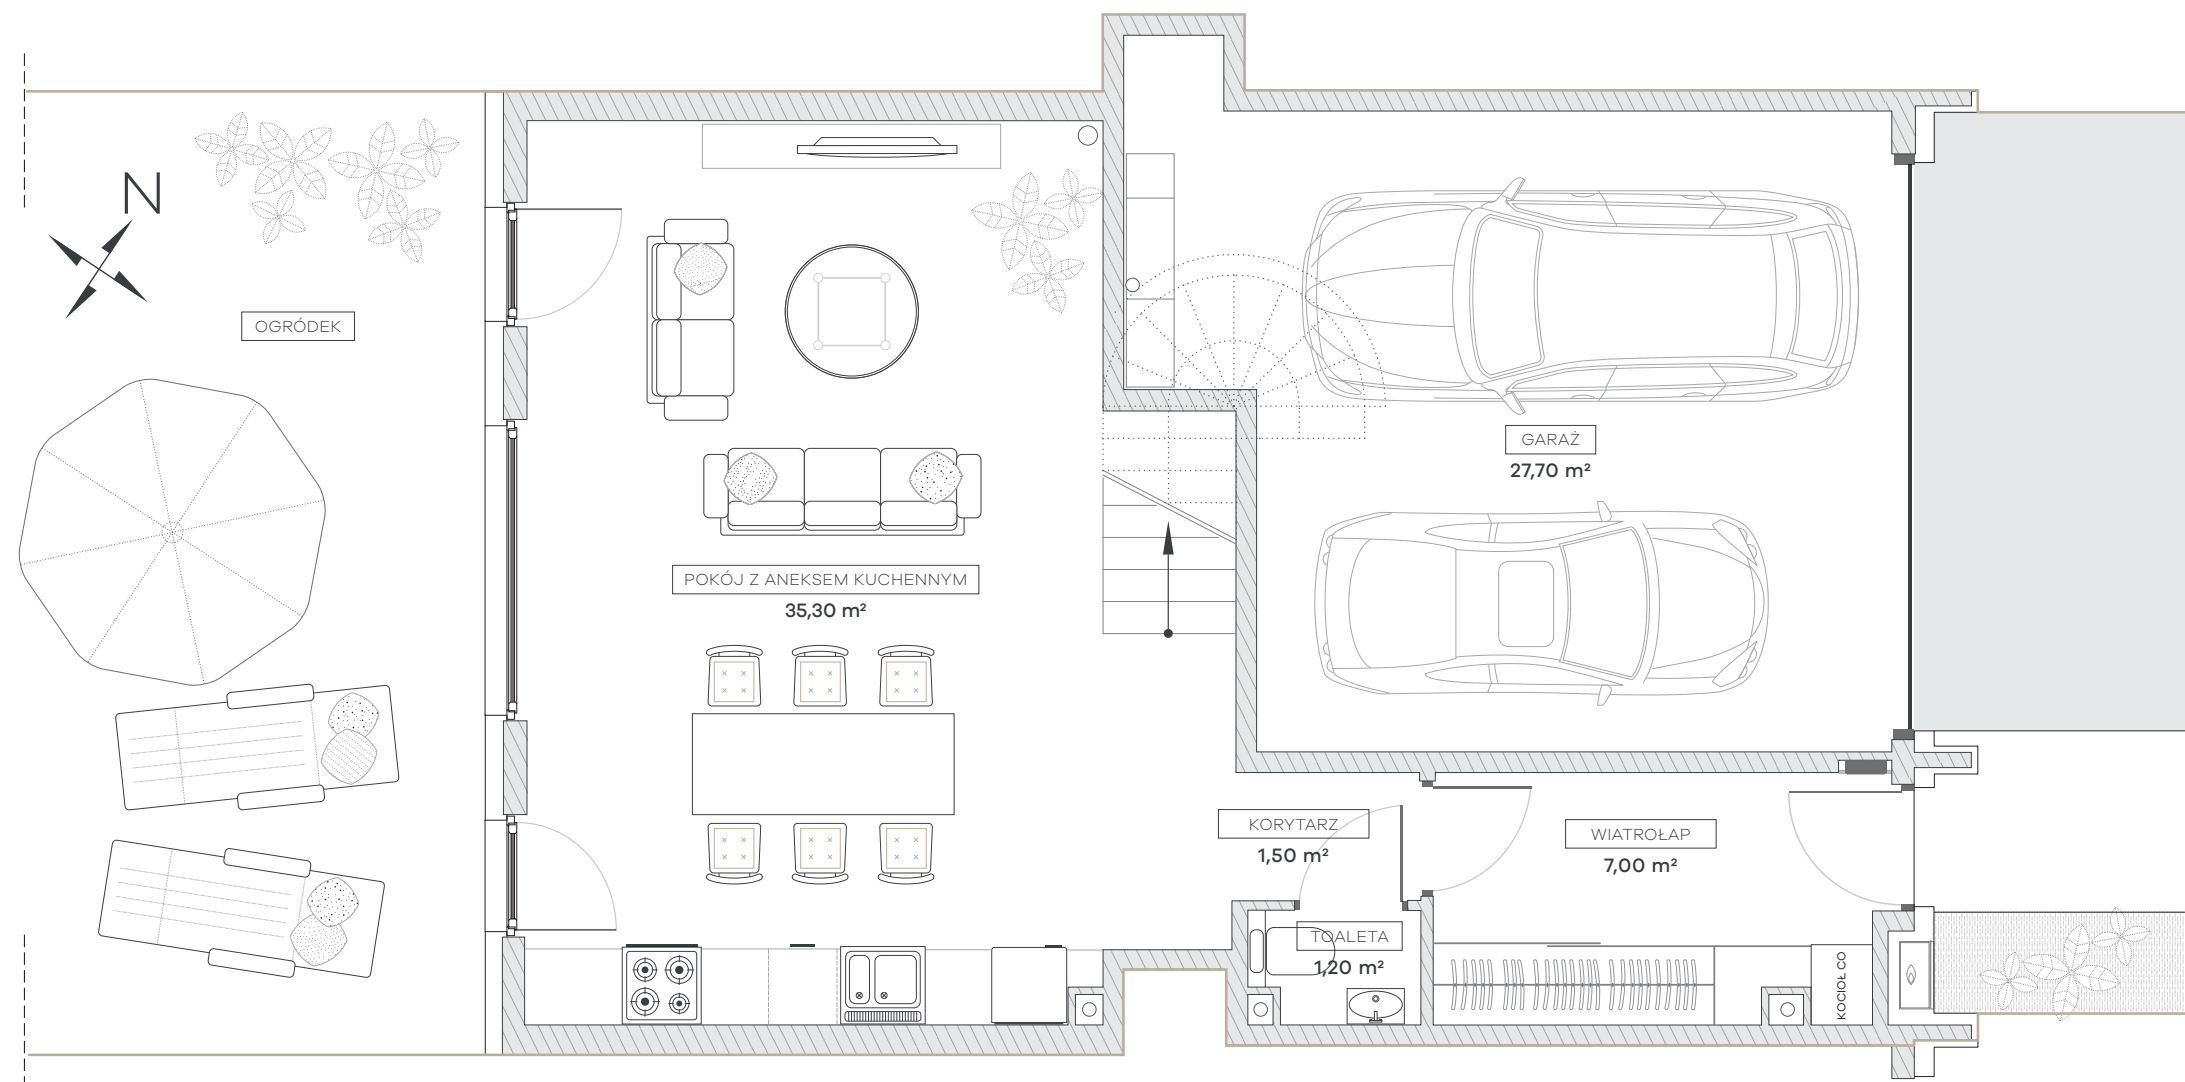 N
OGRÓDEK
GARAŻ
27,70 m²
POKÓJ Z ANEKSEM KUCHENNYM
35,30 m²
KORYTARZ
1,50 m²
WIATROŁAP
7,00 m²
TOALETA
1,20 m²
KOCIOŁ CO